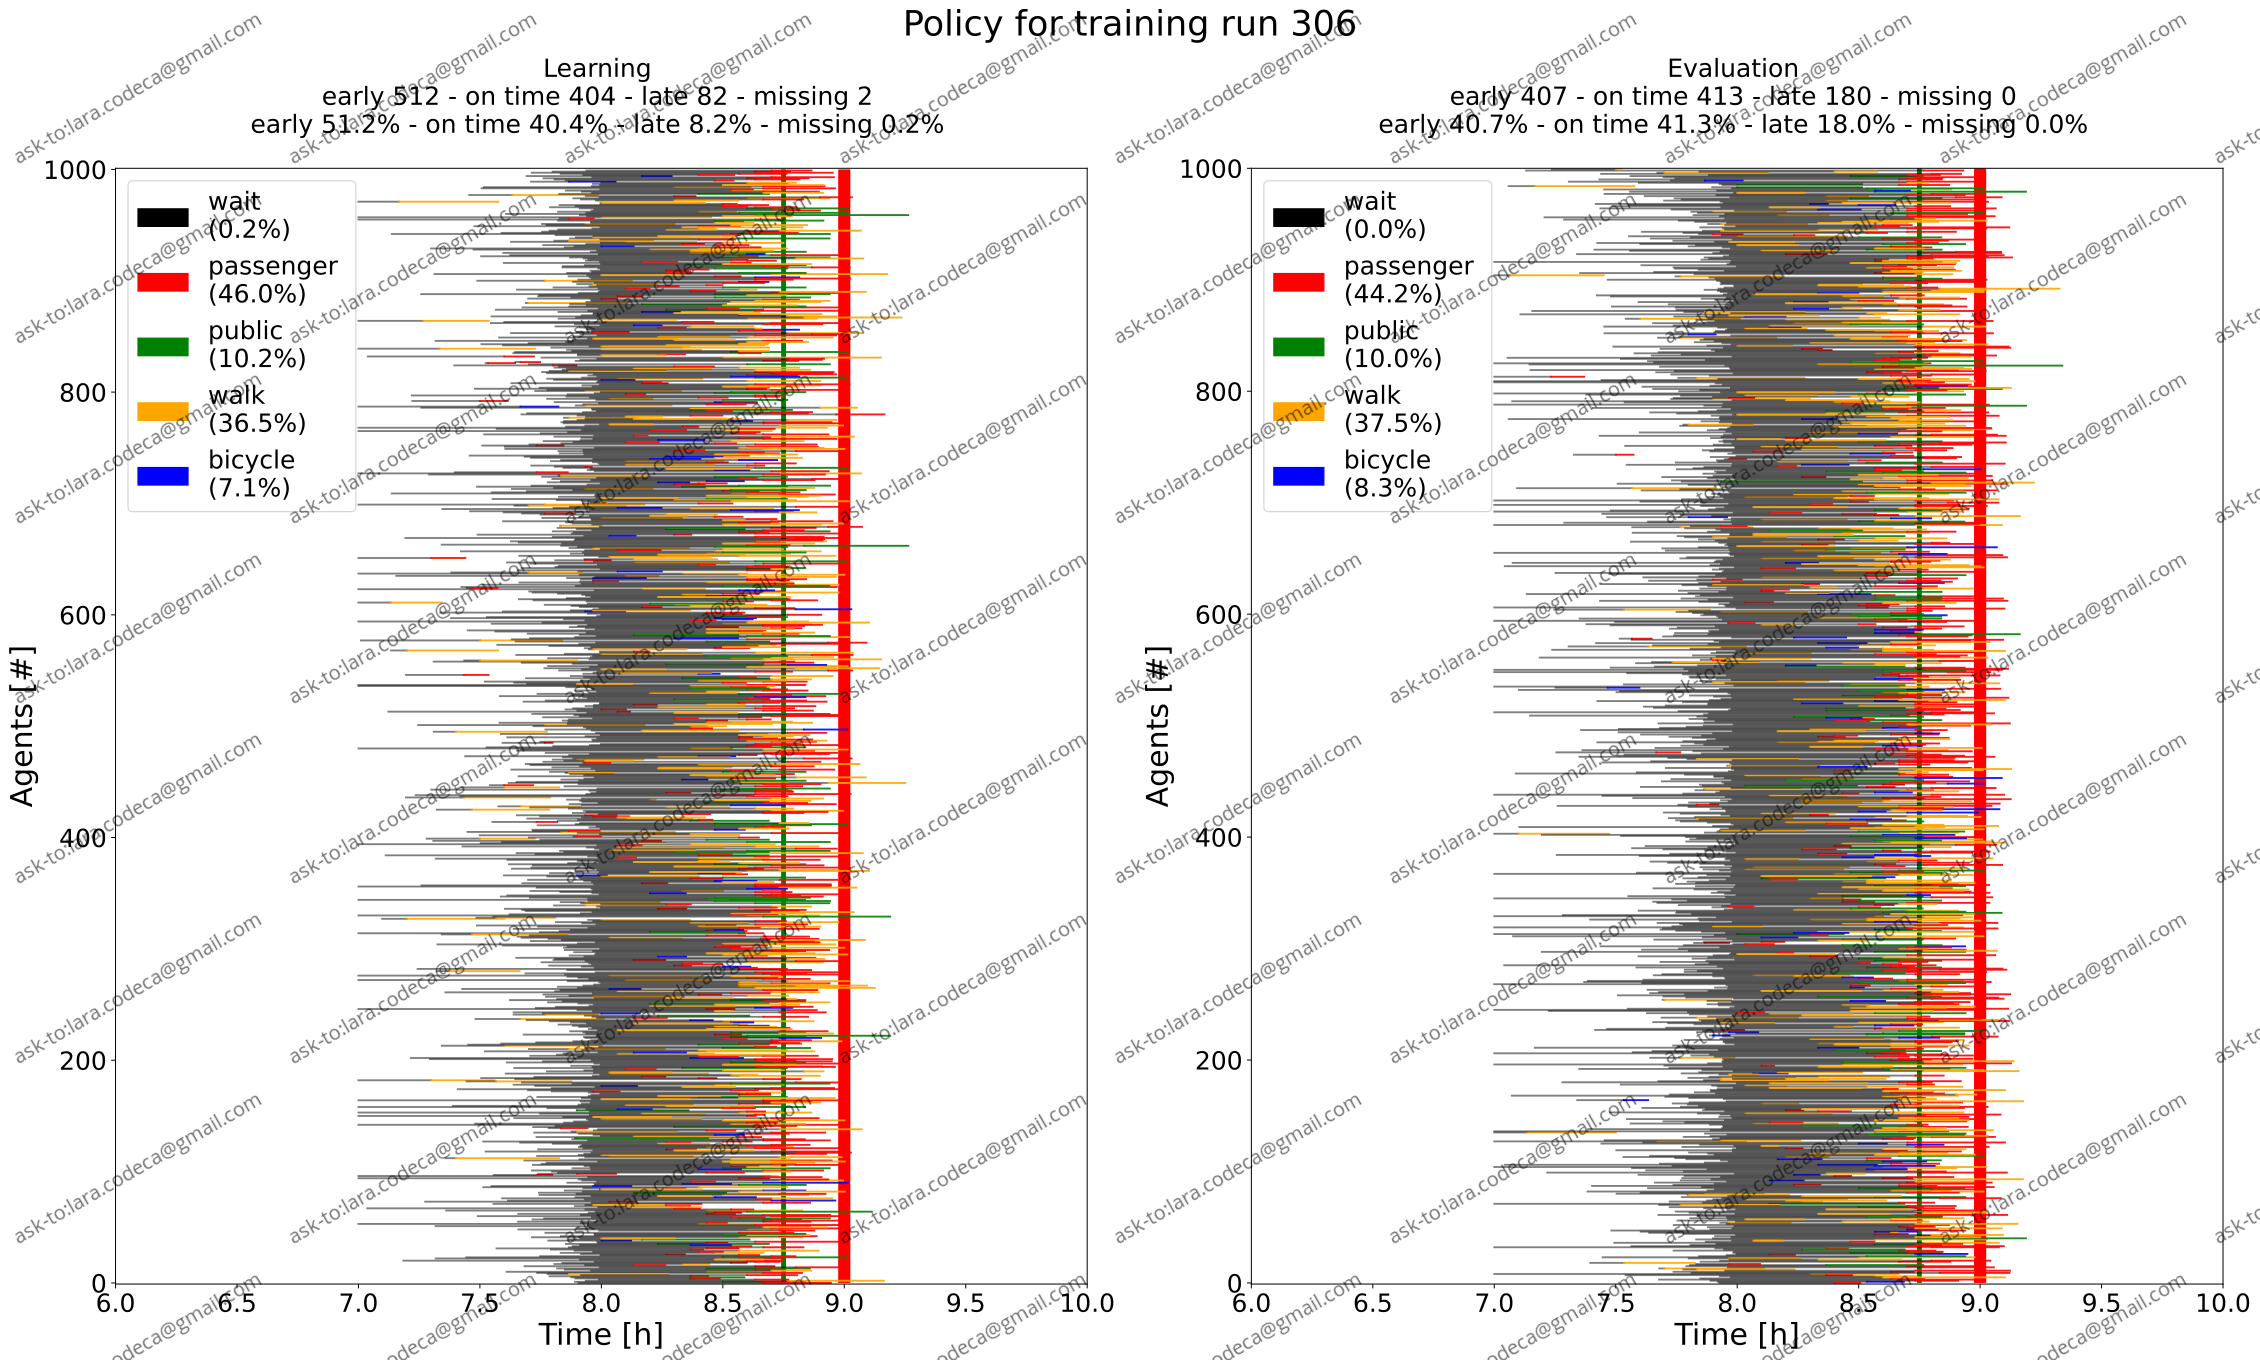 Policy for training run 306
Learning
early 512 - on time 404 - late 82 - missing 2
early 51.2% - on time 40.4% - late 8.2% - missing 0.2%
1000
800
600
400
200
0
Agents [#]
wait
(0.2%)
passenger
(46.0%)
public
(10.2%)
walk
(36.5%)
bicycle
(7.1%)
6.0 6.5 7.0 7.5 8.0 8.5 9.0 9.5 10.0
Time [h]
Evaluation
early 407 - on time 413 - late 180 - missing 0
early 40.7% - on time 41.3% - late 18.0% - missing 0.0%
1000
800
600
400
200
0
Agents [#]
wait
(0.0%)
passenger
(44.2%)
public
(10.0%)
walk
(37.5%)
bicycle
(8.3%)
6.0 6.5 7.0 7.5 8.0 8.5 9.0 9.5 10.0
Time [h]
ask-to:lara.codeca@gmail.com